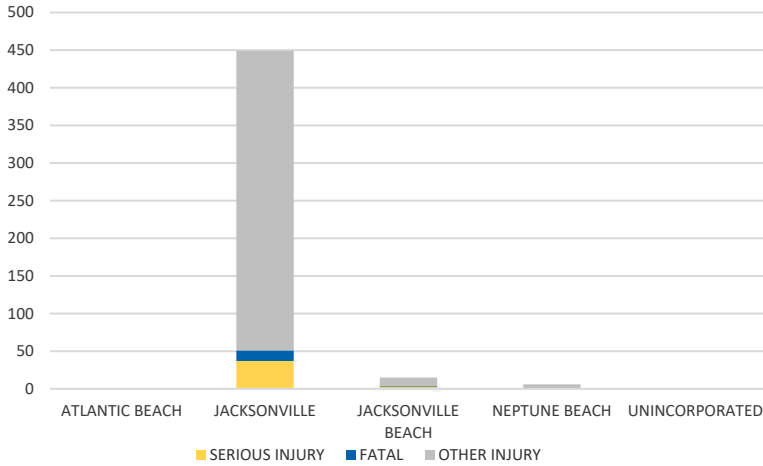 500
450
400
350
300
250
200
150
100
50
0
ATLANTIC BEACH
JACKSONVILLE
JACKSONVILLE
BEACH
NEPTUNE BEACH
UNINCORPORATED
SERIOUS INJURY
FATAL
OTHER INJURY